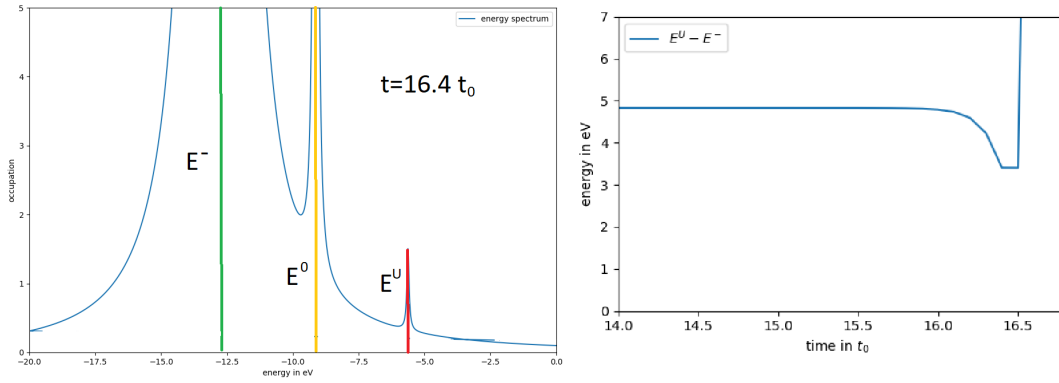 energy spectrum
t=16.4 t0
E-
E0
EU
occupation
5
4
3
2
1
0
−20.0
−17.5
−15.0
−12.5
−10.0
−7.5
−5.0
−2.5
0.0
energy in eV
E^U − E^−
energy in eV
7
6
5
4
3
2
1
0
14.0
14.5
15.0
15.5
16.0
16.5
time in t0